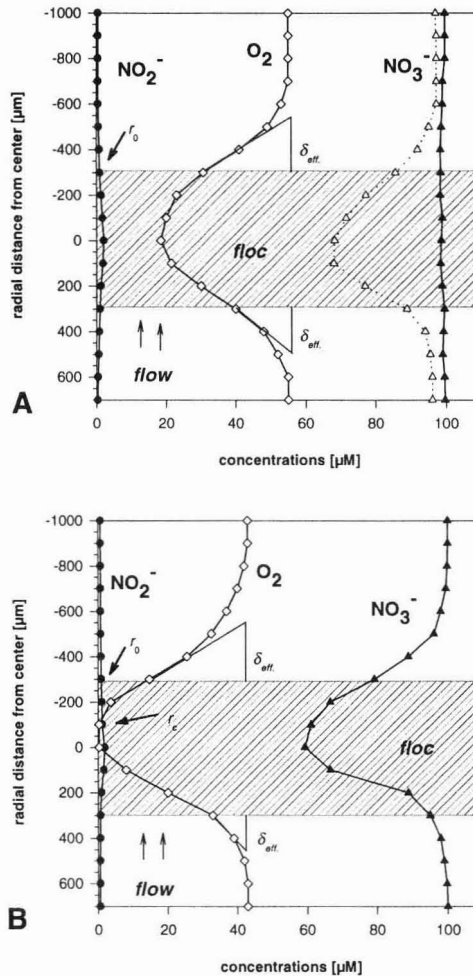 -1000
-800
-600
-400
-200
0
200
400
600
radial distance from center [µm]
NO2-
O2
NO3-
r0
δeff.
floc
δeff.
flow
A
0 20 40 60 80 100
concentrations [µM]
-1000
-800
-600
-400
-200
0
200
400
600
radial distance from center [µm]
NO2-
O2
NO3-
r0
δeff.
rc
floc
δeff.
flow
B
0 20 40 60 80 100
concentrations [µM]